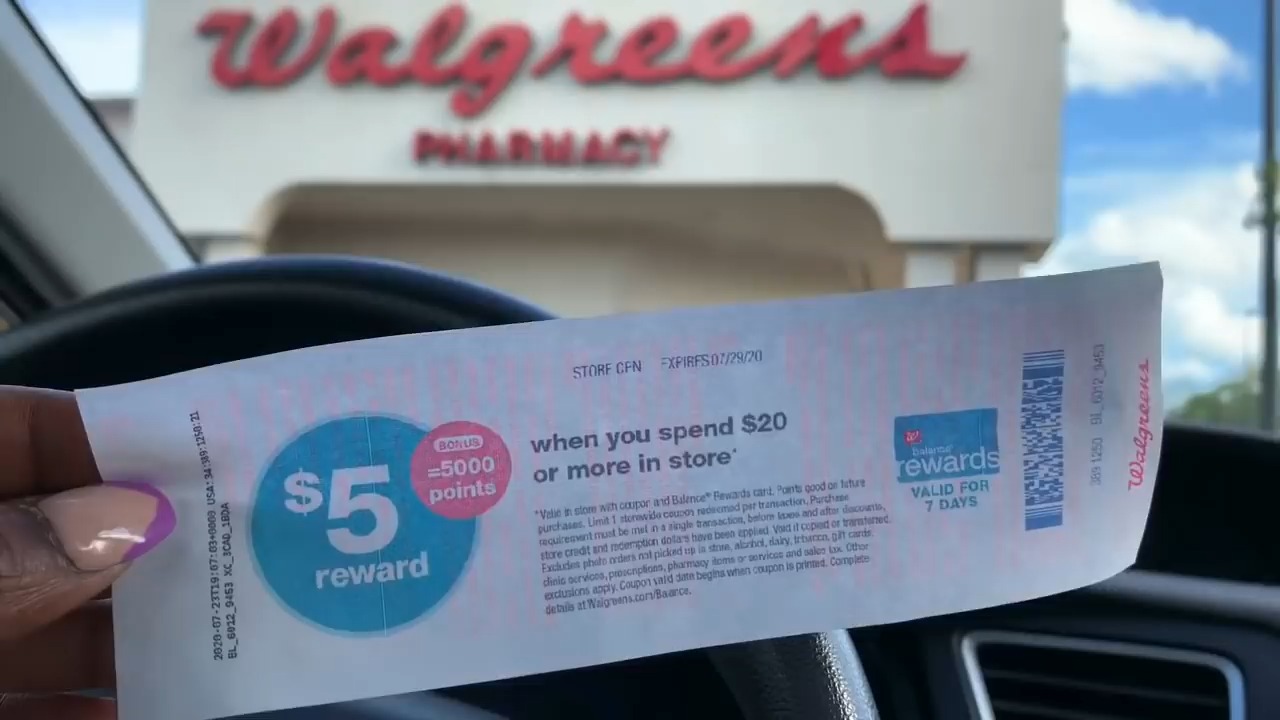 Walgreens
PHARMACY
STORE CPN EXPIRES 07/29/20
$5
reward
BONUS
=5000
points
when you spend $20
or more in store*
*Valid in store with coupon and Balance® Rewards card. Points good on future
purchases. Limit 1 storewide coupon redeemed per transaction. Purchase
requirement must be met in a single transaction, before taxes and after discounts,
store credit and redemption dollars have been applied. Void if copied or transferred.
Excludes photo orders not picked up in store, alcohol, dairy, tobacco, gift cards,
clinic services, prescriptions, pharmacy items or services and sales tax. Other
exclusions apply. Coupon valid date begins when coupon is printed. Complete
details at Walgreens.com/Balance.
W
balance®
rewards
VALID FOR
7 DAYS
BL_6012_9453
Walgreens
BL_6012_9453 XC_3CAD_1BDA